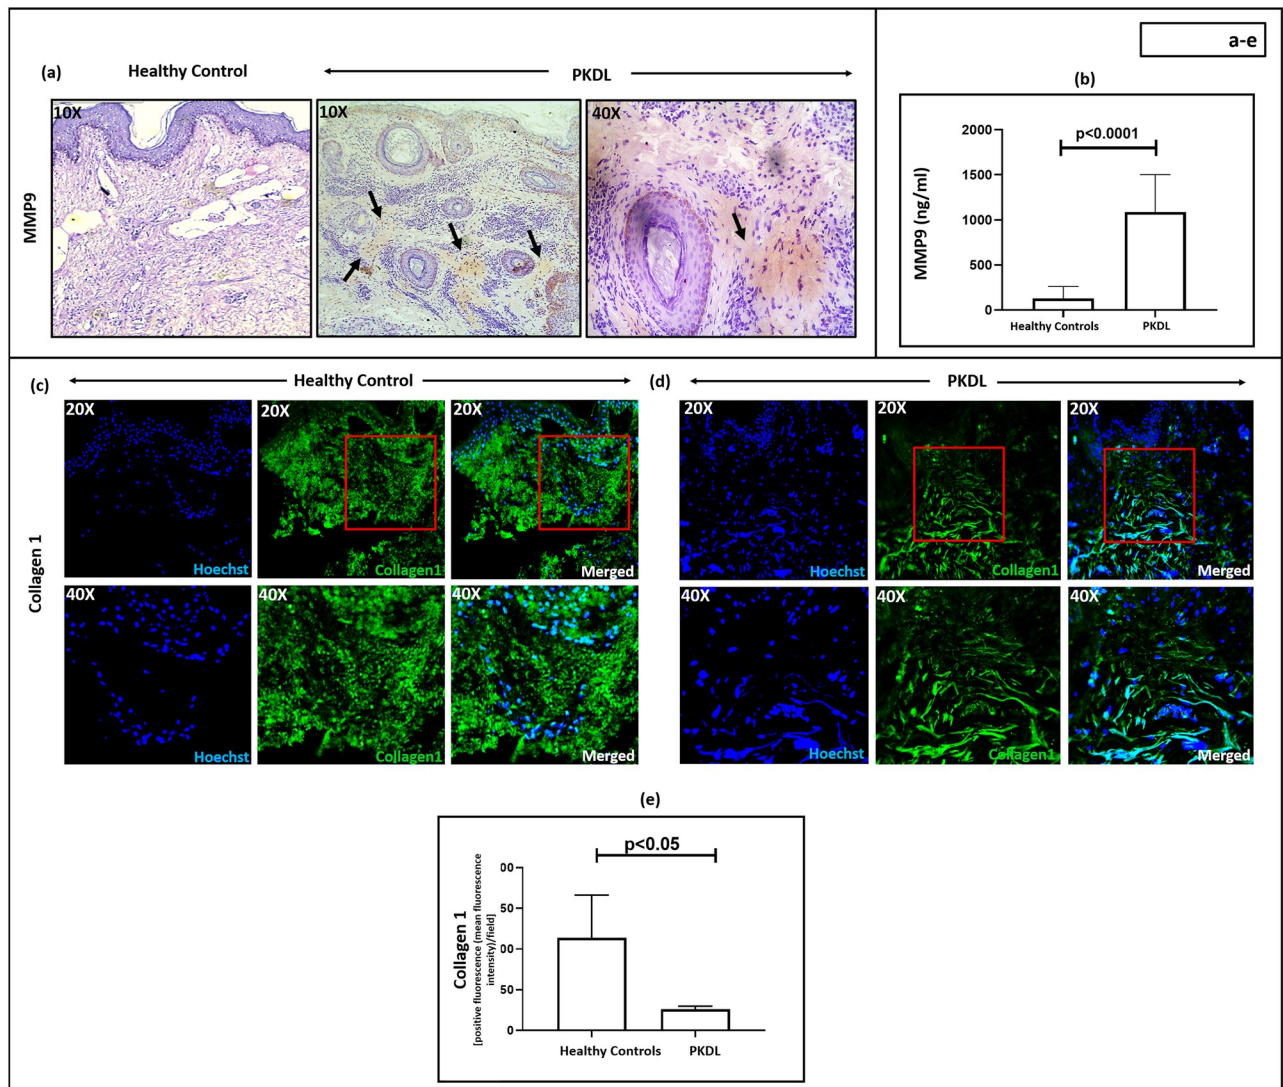 a-e
(a)
Healthy Control
PKDL
MMP9
10X
10X
40X
(b)
MMP9 (ng/ml)
2000
1500
1000
500
0
p<0.0001
Healthy Controls
PKDL
(c)
Healthy Control
(d)
PKDL
Collagen 1
20X
Hoechst
20X
Collagen1
20X
Merged
20X
Hoechst
20X
Collagen1
20X
Merged
40X
Hoechst
40X
Collagen1
40X
Merged
40X
Hoechst
40X
Collagen1
40X
Merged
(e)
Collagen 1
[positive fluorescence (mean fluorescence
intensity)/field]
00
50
00
50
0
p<0.05
Healthy Controls
PKDL